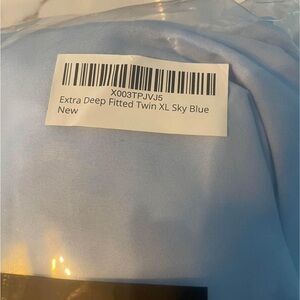 X003TPJVJ5
Extra Deep Fitted Twin XL Sky Blue
New